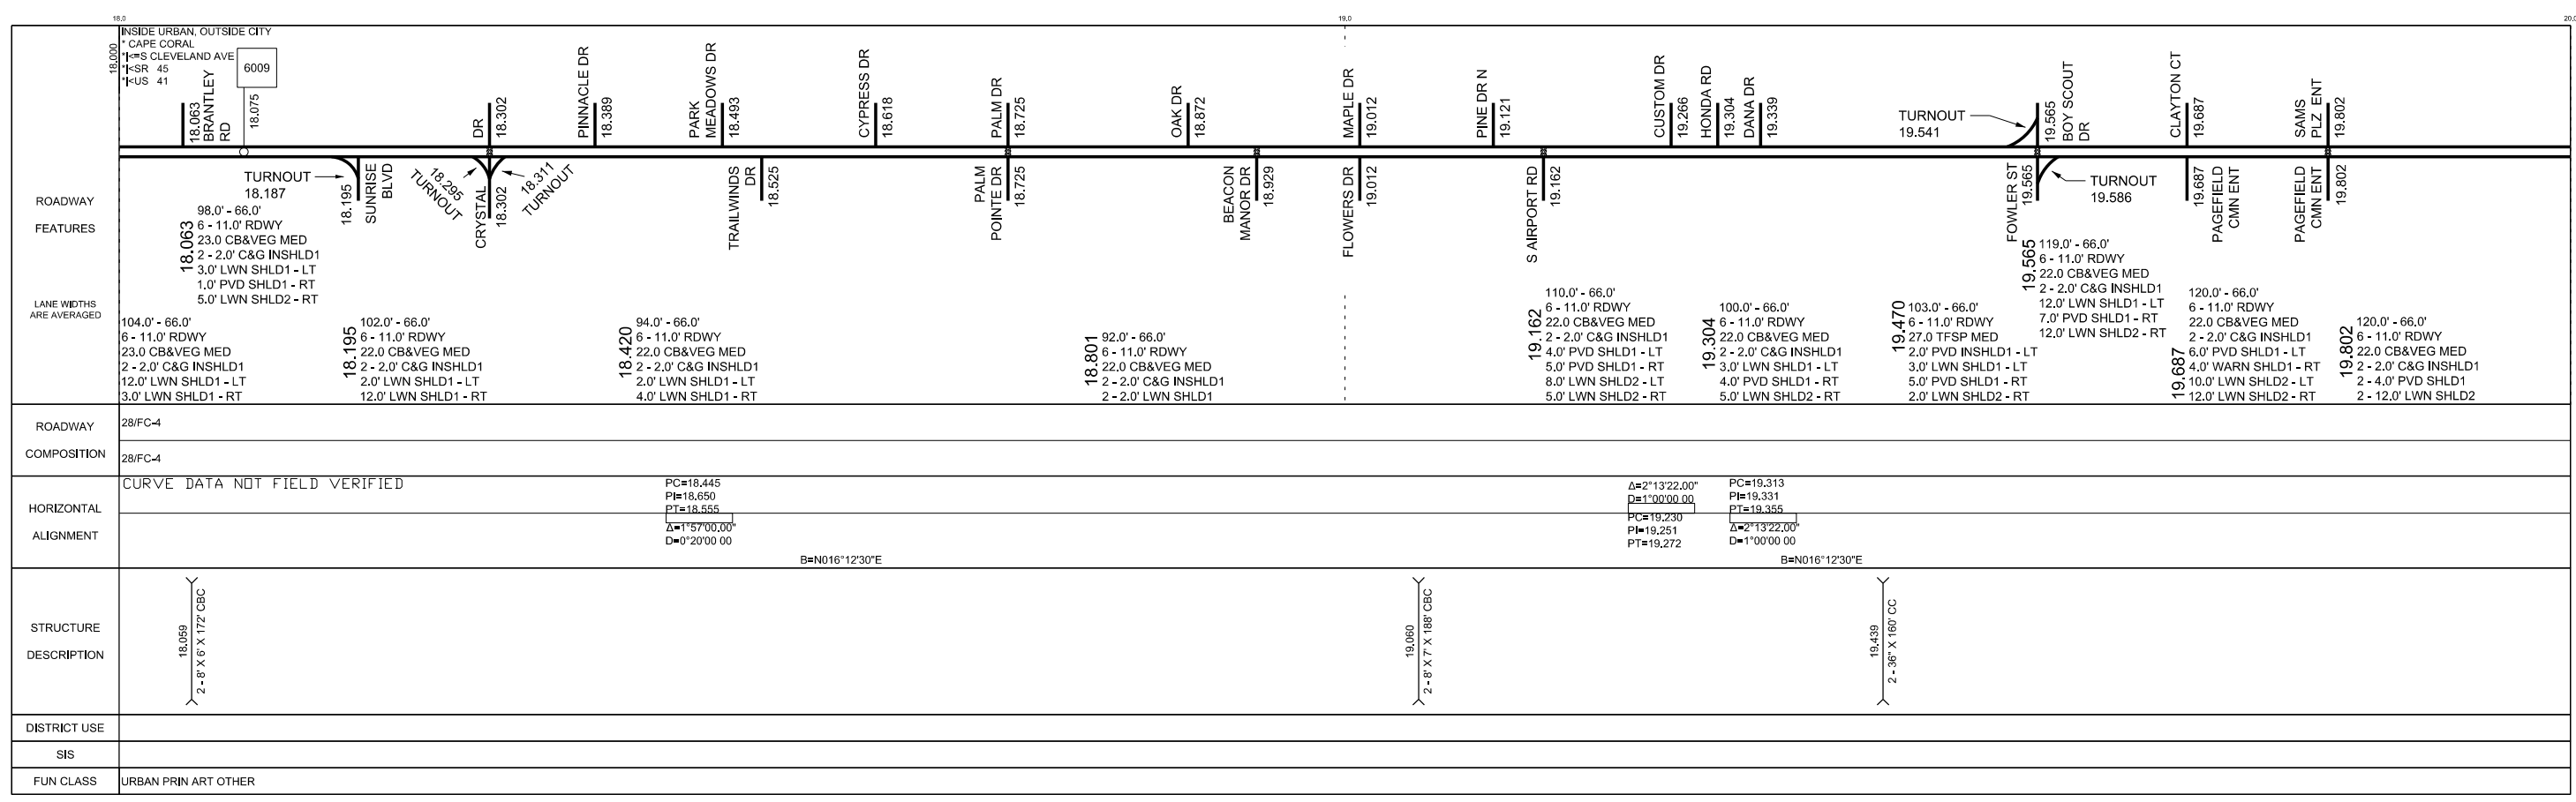 18.0
19.0
20.0
18.000
INSIDE URBAN, OUTSIDE CITY
* CAPE CORAL
*|<=S CLEVELAND AVE
*|<SR 45
*|<US 41
6009
18.075
18.063
BRANTLEY
RD
DR
18.302
PINNACLE DR
18.389
PARK
MEADOWS DR
18.493
CYPRESS DR
18.618
PALM DR
18.725
OAK DR
18.872
MAPLE DR
19.012
PINE DR N
19.121
CUSTOM DR
19.266
HONDA RD
19.304
DANA DR
19.339
TURNOUT
19.541
19.565
BOY SCOUT
DR
CLAYTON CT
19.687
SAMS
PLZ ENT
19.802
ROADWAY
FEATURES
LANE WIDTHS
ARE AVERAGED
TURNOUT
18.187
18.195
SUNRISE
BLVD
18.295
TURNOUT
CRYSTAL
18.302
18.311
TURNOUT
TRAILWINDS
DR
18.525
PALM
POINTE DR
18.725
BEACON
MANOR DR
18.929
FLOWERS DR
19.012
S AIRPORT RD
19.162
FOWLER ST
19.565
TURNOUT
19.586
19.687
PAGEFIELD
CMN ENT
PAGEFIELD
CMN ENT
19.802
104.0' - 66.0'
6 - 11.0' RDWY
23.0 CB&VEG MED
2 - 2.0' C&G INSHLD1
12.0' LWN SHLD1 - LT
3.0' LWN SHLD1 - RT
18.063
98.0' - 66.0'
6 - 11.0' RDWY
23.0 CB&VEG MED
2 - 2.0' C&G INSHLD1
3.0' LWN SHLD1 - LT
1.0' PVD SHLD1 - RT
5.0' LWN SHLD2 - RT
18.195
102.0' - 66.0'
6 - 11.0' RDWY
22.0 CB&VEG MED
2 - 2.0' C&G INSHLD1
2.0' LWN SHLD1 - LT
12.0' LWN SHLD1 - RT
18.420
94.0' - 66.0'
6 - 11.0' RDWY
22.0 CB&VEG MED
2 - 2.0' C&G INSHLD1
2.0' LWN SHLD1 - LT
4.0' LWN SHLD1 - RT
18.801
92.0' - 66.0'
6 - 11.0' RDWY
22.0 CB&VEG MED
2 - 2.0' C&G INSHLD1
2 - 2.0' LWN SHLD1
19.162
110.0' - 66.0'
6 - 11.0' RDWY
22.0 CB&VEG MED
2 - 2.0' C&G INSHLD1
4.0' PVD SHLD1 - LT
5.0' PVD SHLD1 - RT
8.0' LWN SHLD2 - LT
5.0' LWN SHLD2 - RT
19.304
100.0' - 66.0'
6 - 11.0' RDWY
22.0 CB&VEG MED
2 - 2.0' C&G INSHLD1
3.0' LWN SHLD1 - LT
4.0' PVD SHLD1 - RT
5.0' LWN SHLD2 - RT
19.470
103.0' - 66.0'
6 - 11.0' RDWY
27.0 TFSP MED
2.0' PVD INSHLD1 - LT
3.0' LWN SHLD1 - LT
5.0' PVD SHLD1 - RT
2.0' LWN SHLD2 - RT
19.565
119.0' - 66.0'
6 - 11.0' RDWY
22.0 CB&VEG MED
2 - 2.0' C&G INSHLD1
12.0' LWN SHLD1 - LT
7.0' PVD SHLD1 - RT
12.0' LWN SHLD2 - RT
19.687
120.0' - 66.0'
6 - 11.0' RDWY
22.0 CB&VEG MED
2 - 2.0' C&G INSHLD1
6.0' PVD SHLD1 - LT
4.0' WARN SHLD1 - RT
10.0' LWN SHLD2 - LT
12.0' LWN SHLD2 - RT
19.802
120.0' - 66.0'
6 - 11.0' RDWY
22.0 CB&VEG MED
2 - 2.0' C&G INSHLD1
2 - 4.0' PVD SHLD1
2 - 12.0' LWN SHLD2
ROADWAY
COMPOSITION
28/FC-4
28/FC-4
HORIZONTAL
ALIGNMENT
CURVE DATA NOT FIELD VERIFIED
PC=18.445
PI=18.650
PT=18.555
Δ=1°57'00.00"
D=0°20'00 00
B=N016°12'30"E
Δ=2°13'22.00"
D=1°00'00 00
PC=19.230
PI=19.251
PT=19.272
PC=19.313
PI=19.331
PT=19.355
Δ=2°13'22.00"
D=1°00'00 00
B=N016°12'30"E
STRUCTURE
DESCRIPTION
18.059
2 - 8' X 6' X 172' CBC
19.060
2 - 8' X 7' X 188' CBC
19.439
2 - 36" X 160' CC
DISTRICT USE
SIS
FUN CLASS
URBAN PRIN ART OTHER